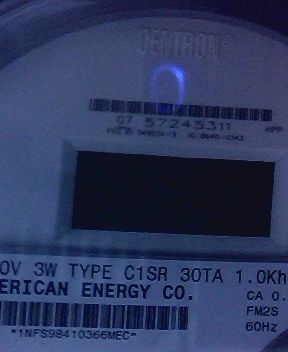 CENTRON
07 57245311
0V 3W TYPE C1SR 30TA 1.0Kh
ERICAN ENERGY CO.
CA 0.
FM2S
60Hz
*1NFS98410366MEC*